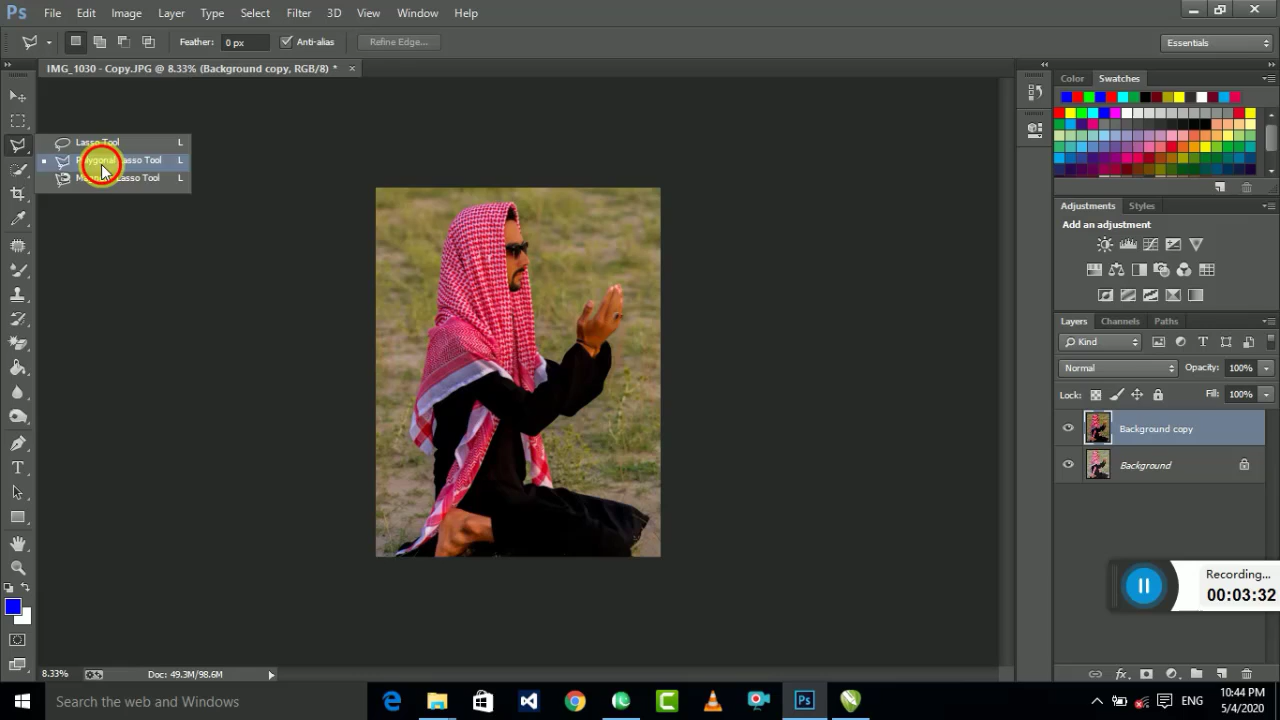 Ps File Edit Image Layer Type Select Filter 3D View Window Help
Feather: 0 px Anti-alias Refine Edge... Essentials
IMG_1030 - Copy.JPG @ 8.33% (Background copy, RGB/8) * ×
Color Swatches
Lasso Tool L
Polygonal Lasso Tool L
Lasso Tool L
Adjustments Styles
Add an adjustment
Layers Channels Paths
Kind
Normal Opacity: 100%
Lock: Fill: 100%
Background copy
Background
Recording...
00:03:32
8.33% Doc: 49.3M/98.6M
Search the web and Windows
Ps
ENG
10:44 PM
5/4/2020